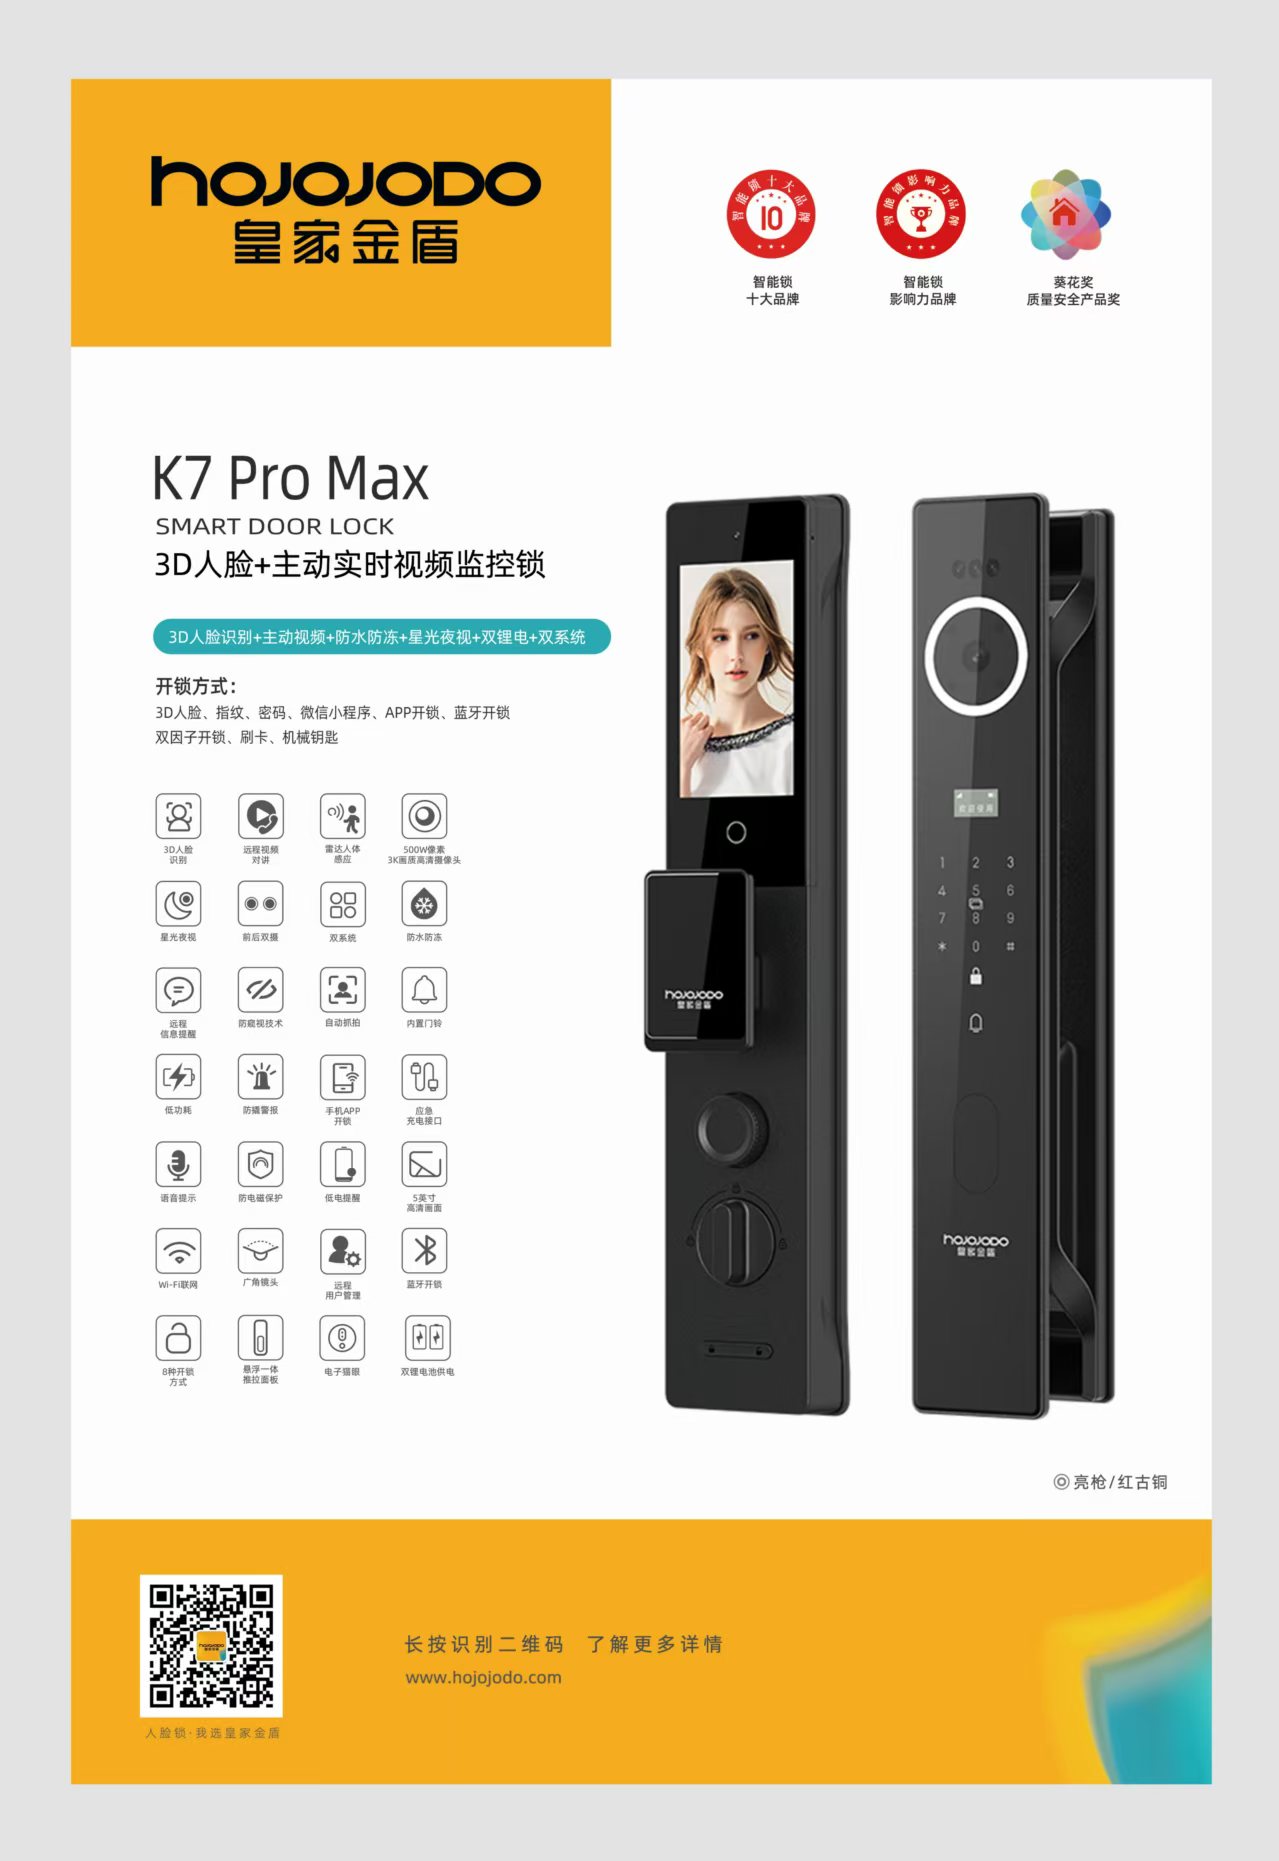 hojojodo
皇家金盾
智能锁十大品牌
10
智能锁影响力品牌
智能锁
十大品牌
智能锁
影响力品牌
葵花奖
质量安全产品奖
K7 Pro Max
SMART DOOR LOCK
3D人脸+主动实时视频监控锁
3D人脸识别+主动视频+防水防冻+星光夜视+双锂电+双系统
开锁方式：
3D人脸、指纹、密码、微信小程序、APP开锁、蓝牙开锁
双因子开锁、刷卡、机械钥匙
3D人脸
识别
远程视频
对讲
雷达人体
感应
500W像素
3K画质高清摄像头
星光夜视
前后双摄
双系统
防水防冻
远程
信息提醒
防窥视技术
自动抓拍
内置门铃
低功耗
防撬警报
手机APP
开锁
应急
充电接口
语音提示
防电磁保护
低电提醒
5英寸
高清画面
Wi-Fi联网
广角镜头
远程
用户管理
蓝牙开锁
8种开锁
方式
悬浮一体
推拉面板
电子猫眼
双锂电池供电
hojojodo
皇家金盾
欢迎使用
1 2 3
4 5 6
7 8 9
* 0 #
hojojodo
皇家金盾
亮枪/红古铜
hojojodo
人脸锁·我选皇家金盾
长按识别二维码 了解更多详情
www.hojojodo.com